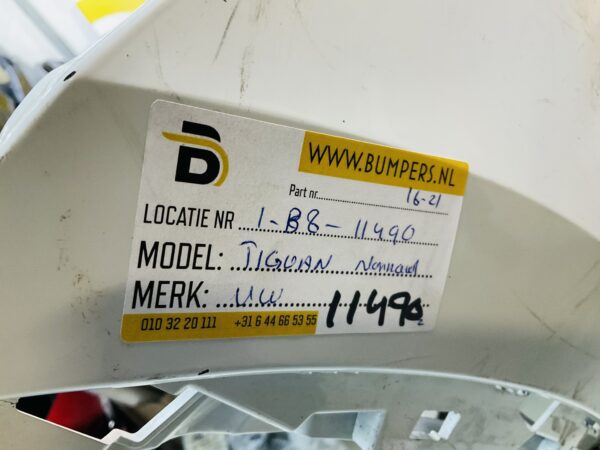 WWW.BUMPERS.NL
Part nr. 16-21
LOCATIE NR 1-B8-11490
MODEL: TIGUAN
MERK: VW 11490
010 32 20 111 +31 6 44 66 53 55